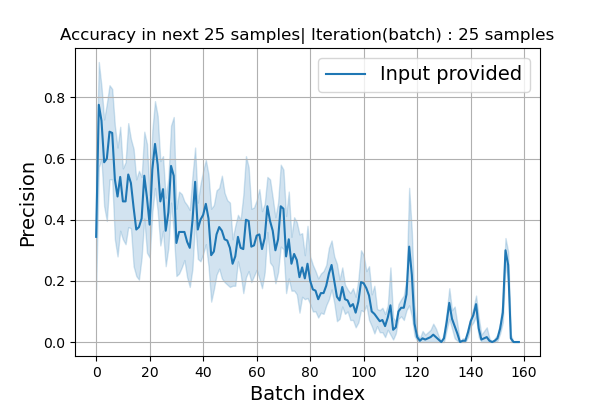 Accuracy in next 25 samples| Iteration(batch) : 25 samples
Input provided
Precision
0.8
0.6
0.4
0.2
0.0
0 20 40 60 80 100 120 140 160
Batch index